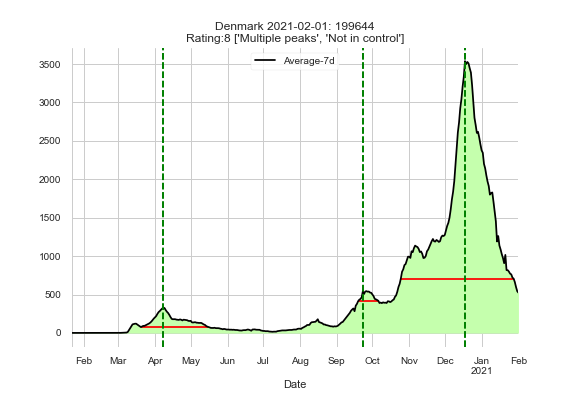 Denmark 2021-02-01: 199644
Rating:8 ['Multiple peaks', 'Not in control']
Average-7d
3500
3000
2500
2000
1500
1000
500
0
Feb Mar Apr May Jun Jul Aug Sep Oct Nov Dec Jan Feb
2021
Date